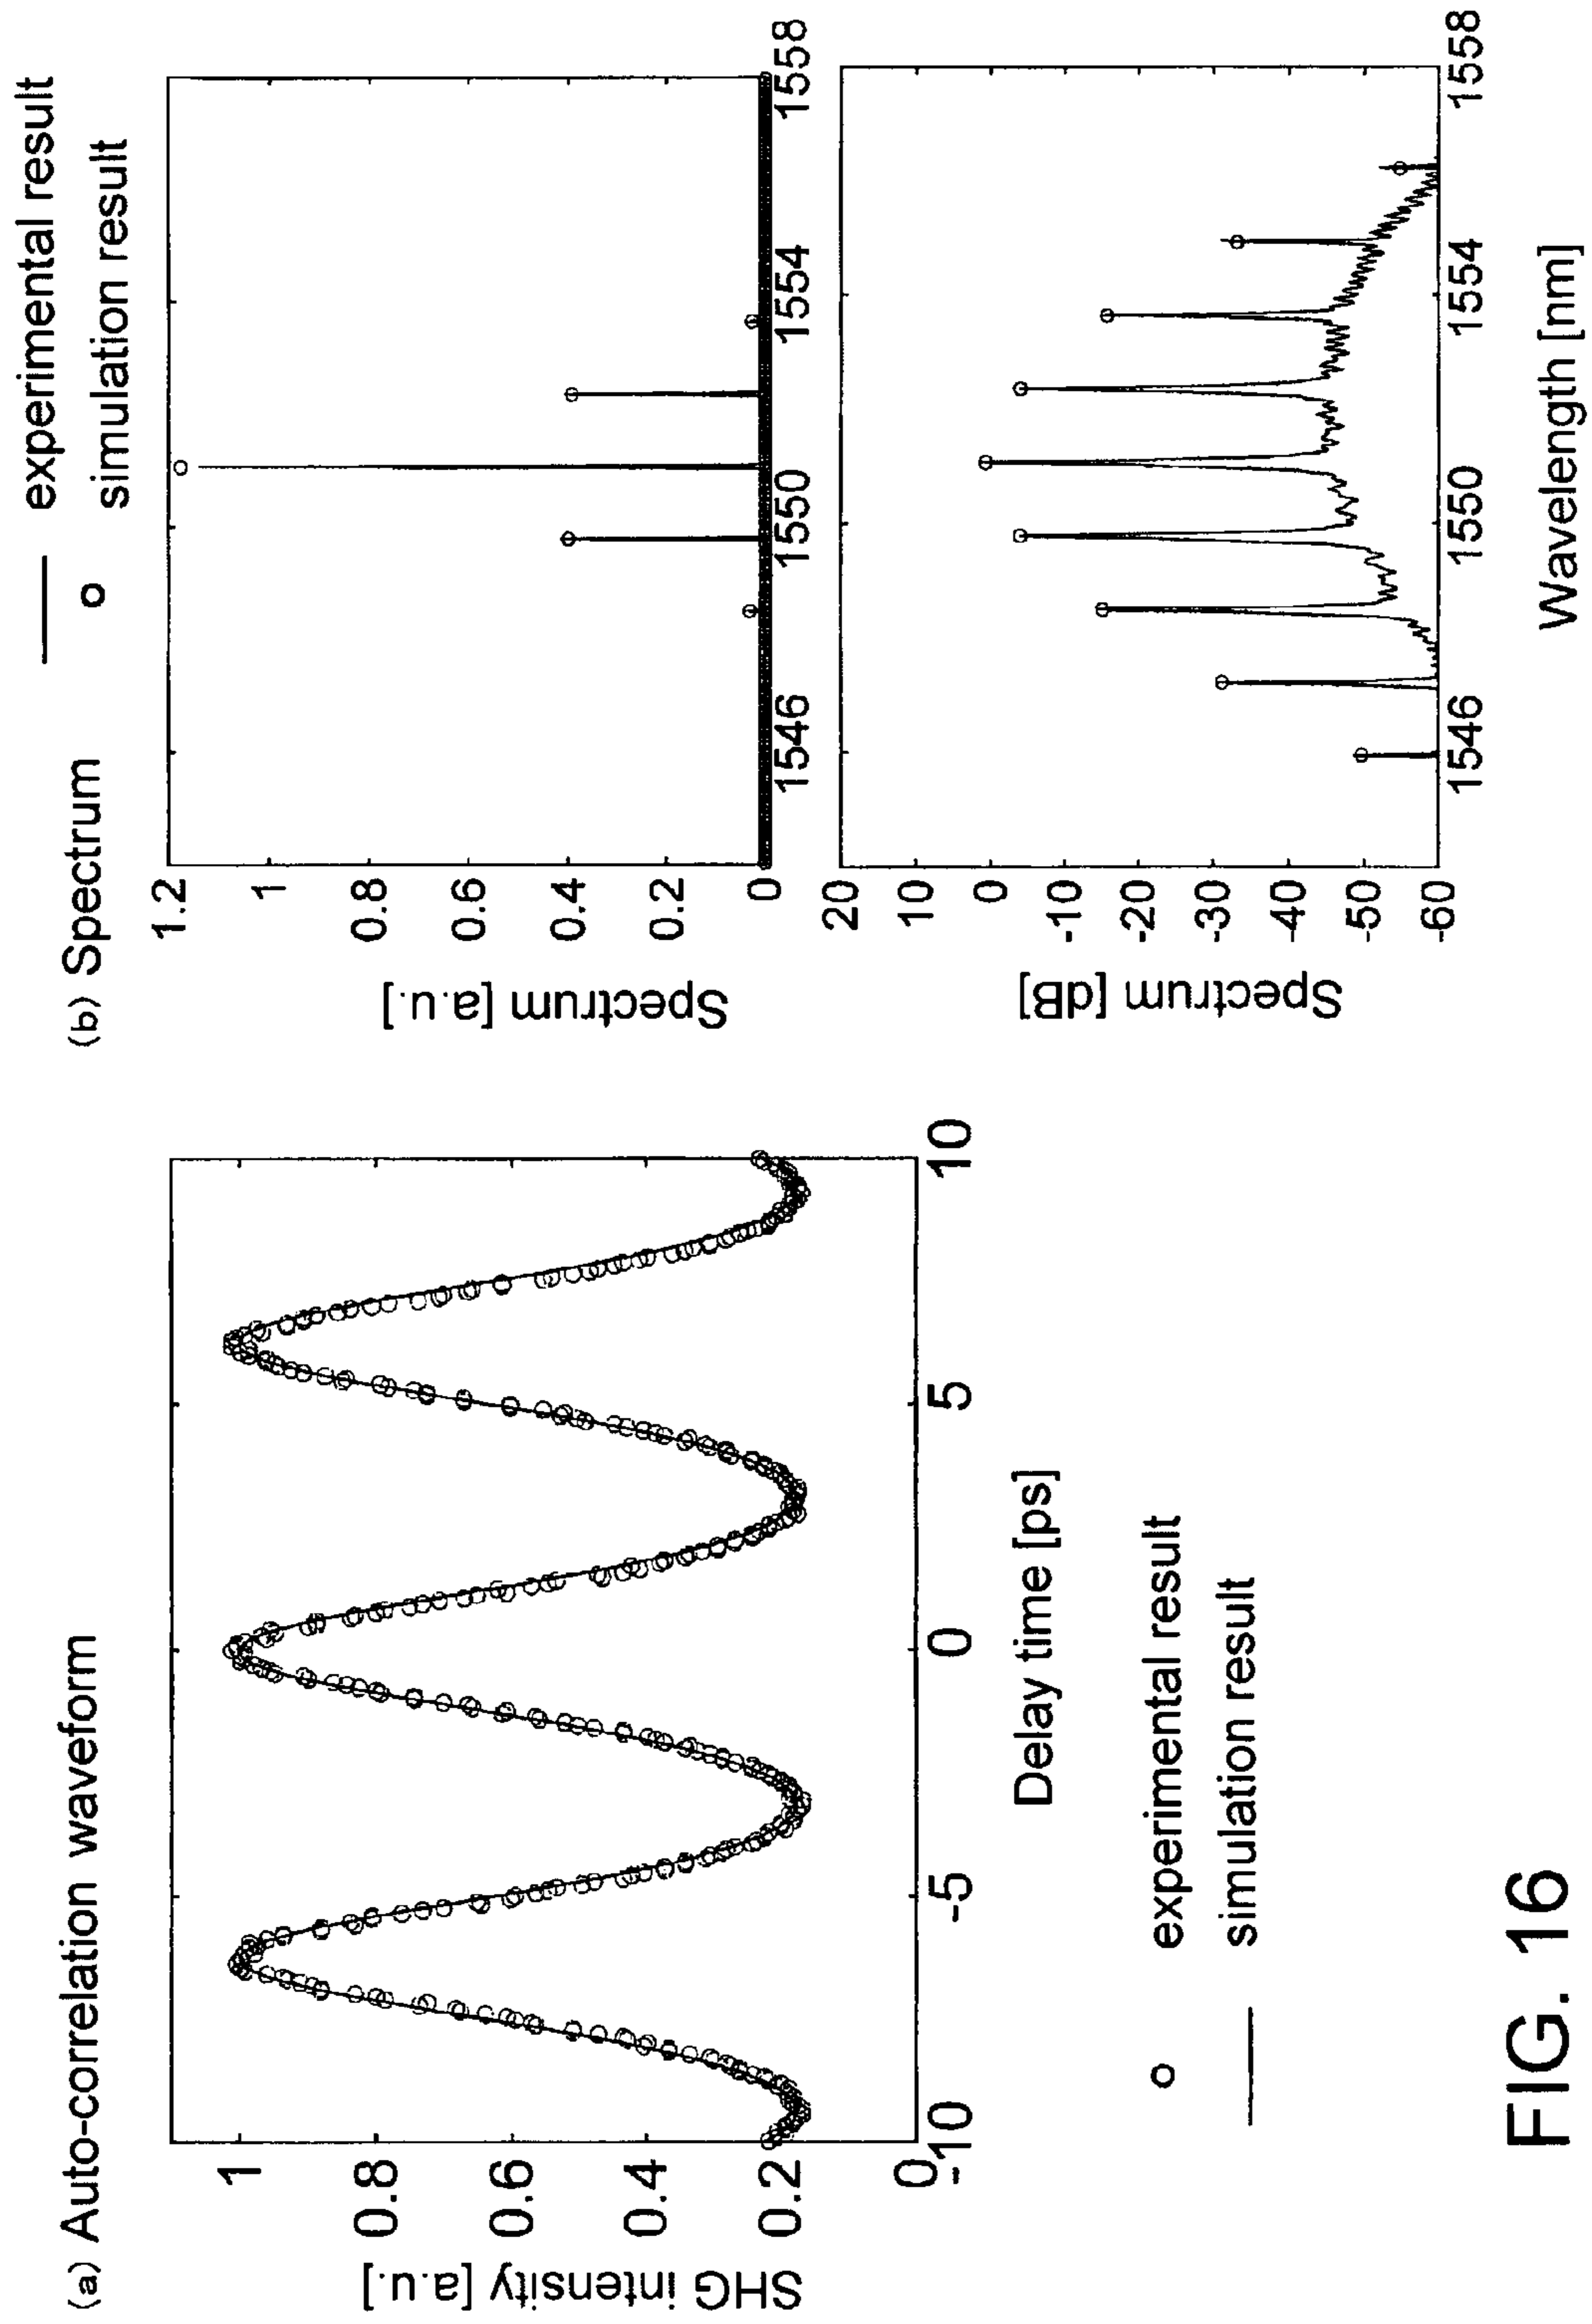 (a) Auto-correlation waveform
SHG intensity [a.u.]
1
0.8
0.6
0.4
0.2
0
-10
-5
0
5
10
Delay time [ps]
o experimental result
simulation result
(b) Spectrum
experimental result
o simulation result
Spectrum [a.u.]
1.2
1
0.8
0.6
0.4
0.2
0
1546
1550
1554
1558
Spectrum [dB]
20
10
0
-10
-20
-30
-40
-50
-60
1546
1550
1554
1558
Wavelength [nm]
FIG. 16